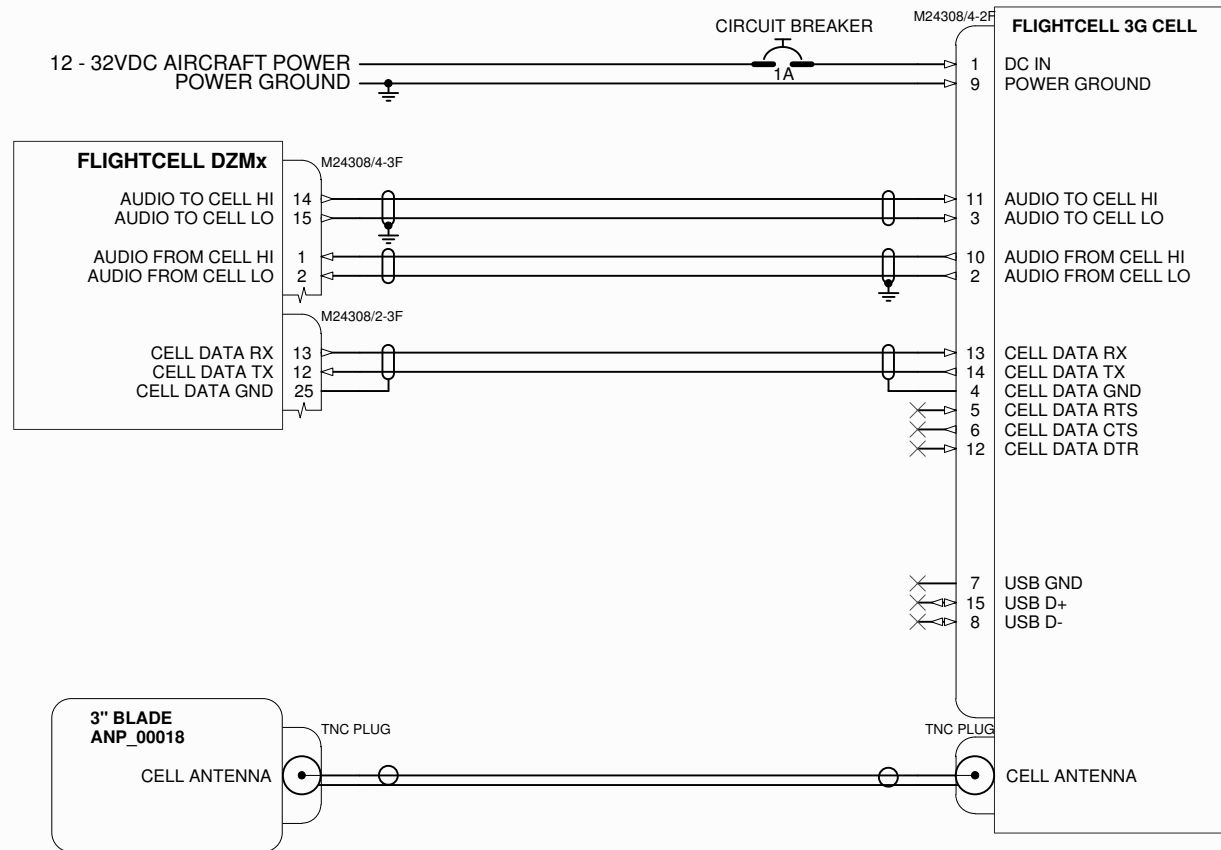 M24308/4-2F
CIRCUIT BREAKER
FLIGHTCELL 3G CELL
12 - 32VDC AIRCRAFT POWER
1A
1 DC IN
POWER GROUND
9 POWER GROUND
FLIGHTCELL DZMx
M24308/4-3F
AUDIO TO CELL HI 14
11 AUDIO TO CELL HI
AUDIO TO CELL LO 15
3 AUDIO TO CELL LO
AUDIO FROM CELL HI 1
10 AUDIO FROM CELL HI
AUDIO FROM CELL LO 2
2 AUDIO FROM CELL LO
M24308/2-3F
CELL DATA RX 13
13 CELL DATA RX
CELL DATA TX 12
14 CELL DATA TX
CELL DATA GND 25
4 CELL DATA GND
5 CELL DATA RTS
6 CELL DATA CTS
12 CELL DATA DTR
7 USB GND
15 USB D+
8 USB D-
3" BLADE
ANP_00018
TNC PLUG
TNC PLUG
CELL ANTENNA
CELL ANTENNA